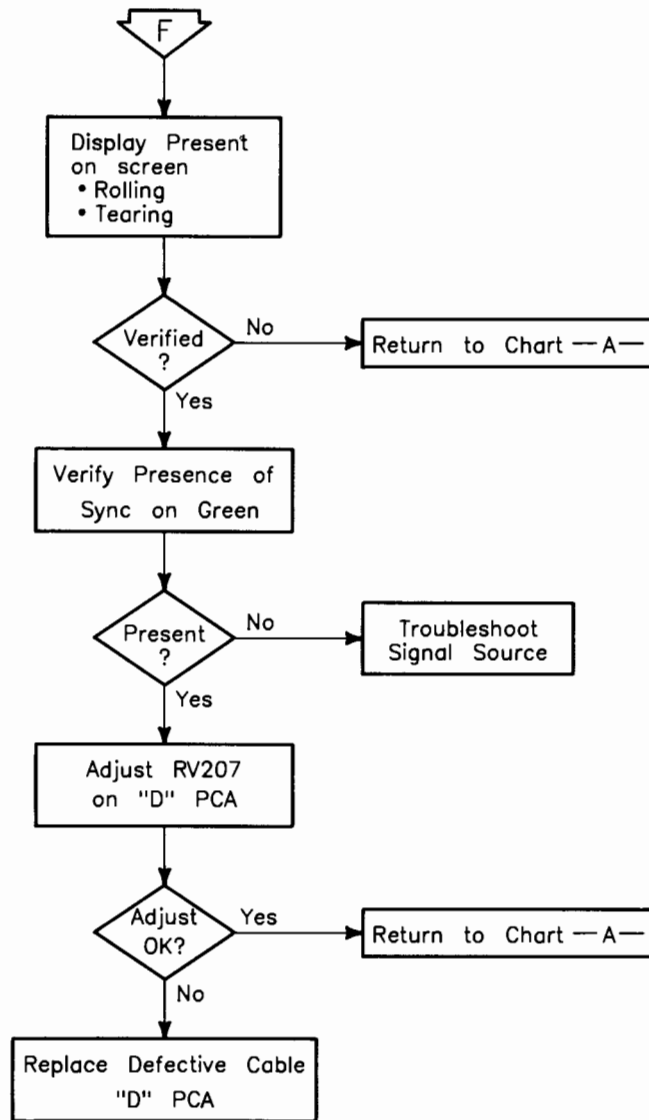 F
Display Present
on screen
• Rolling
• Tearing
Verified
?
No
Return to Chart —A—
Yes
Verify Presence of
Sync on Green
Present
?
No
Troubleshoot
Signal Source
Yes
Adjust RV207
on "D" PCA
Adjust
OK?
Yes
Return to Chart —A—
No
Replace Defective Cable
"D" PCA